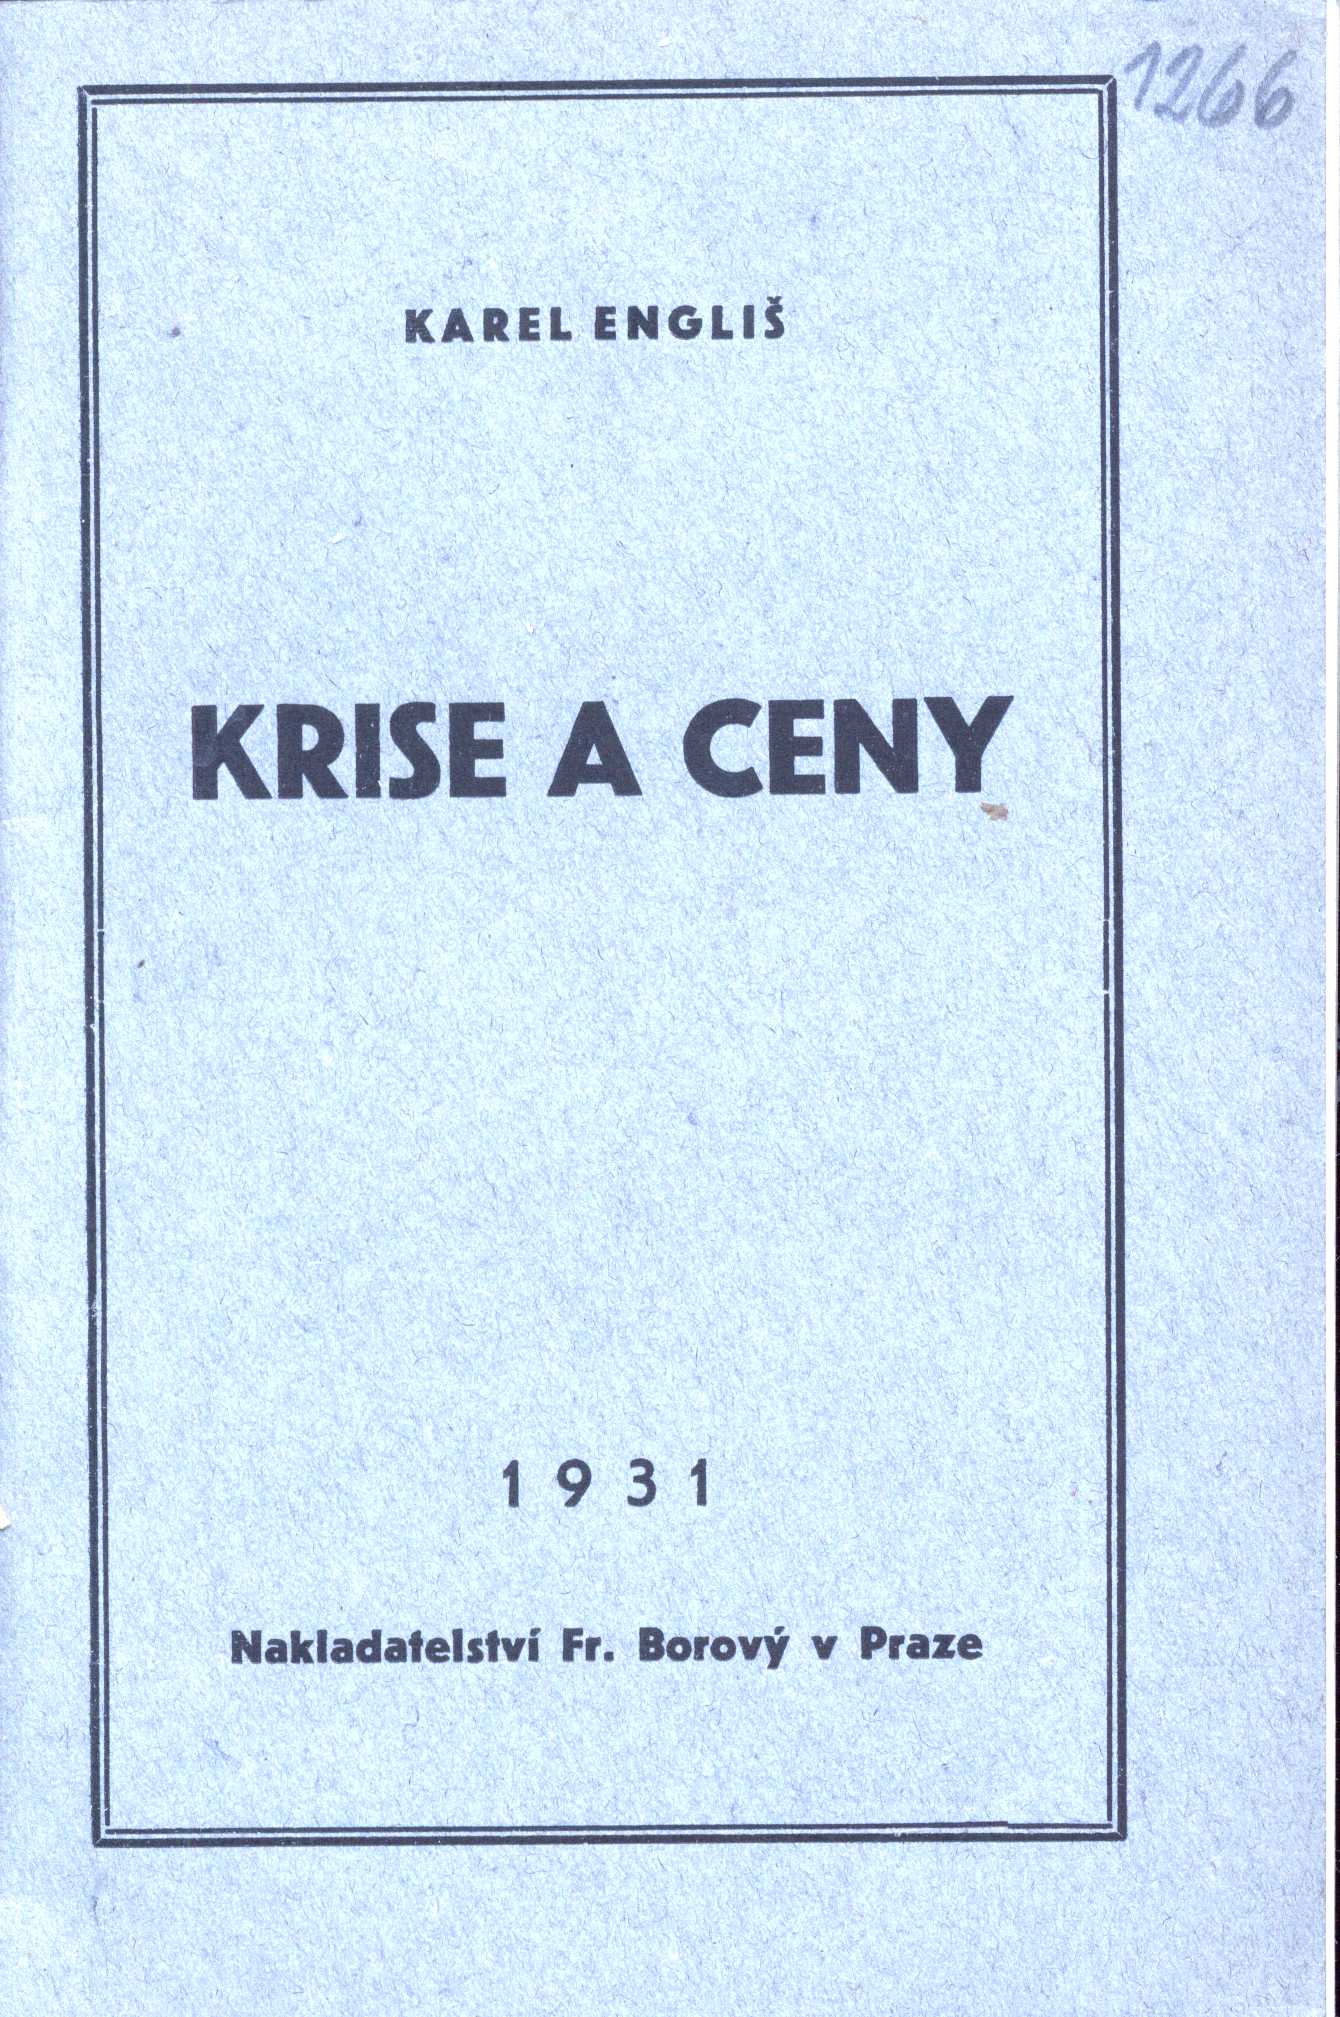 1266
KAREL ENGLIŠ
KRISE A CENY
1931
Nakladatelství Fr. Borový v Praze